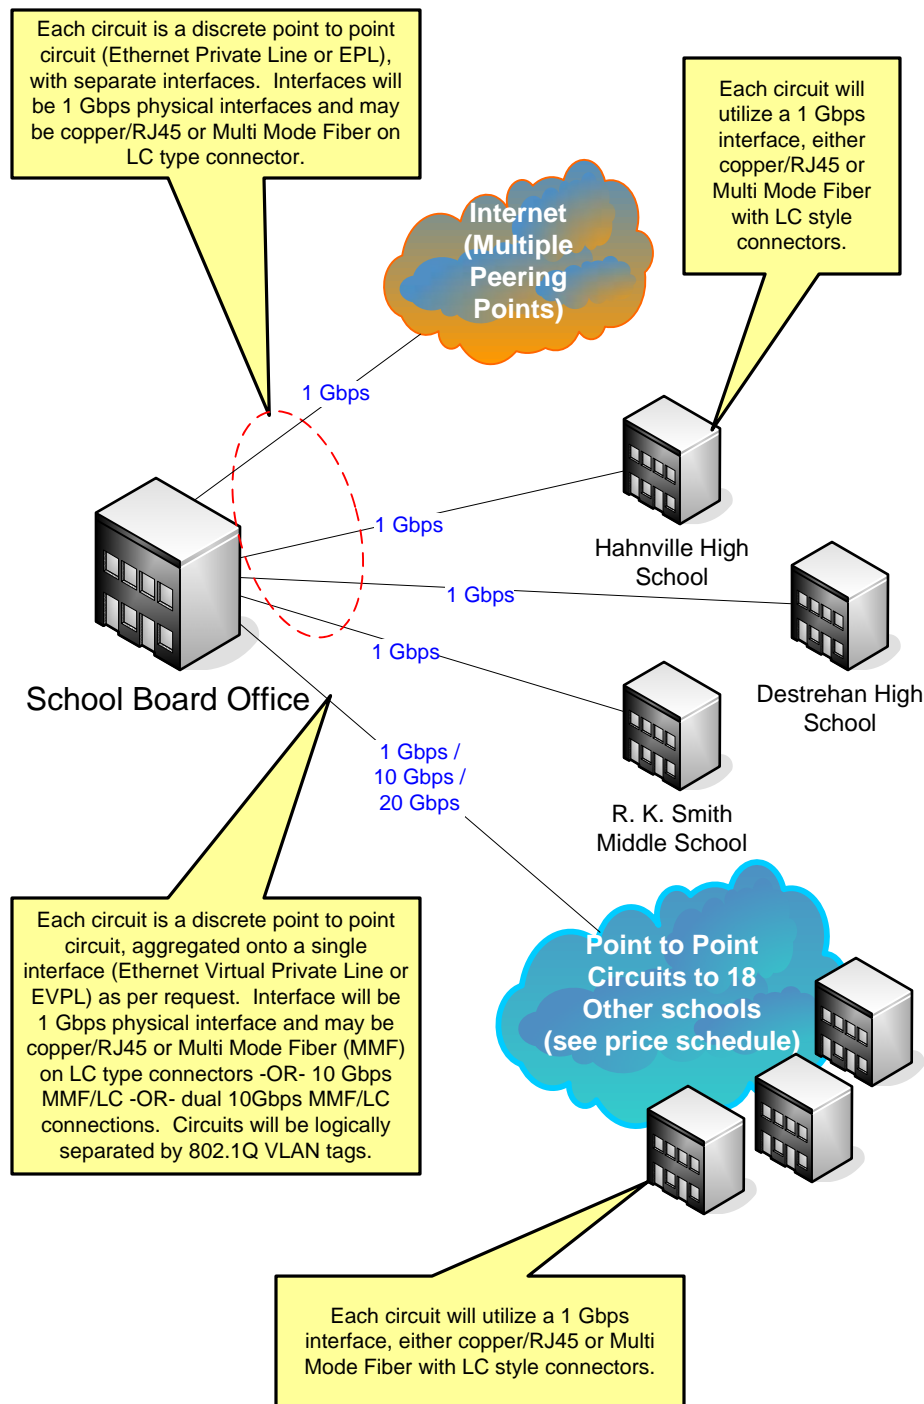 Each circuit is a discrete point to point
circuit (Ethernet Private Line or EPL),
with separate interfaces.  Interfaces will
be 1 Gbps physical interfaces and may
be copper/RJ45 or Multi Mode Fiber on
LC type connector.
Each circuit will
utilize a 1 Gbps
interface, either
copper/RJ45 or
Multi Mode Fiber
with LC style
connectors.
Internet
(Multiple
Peering
Points)
1 Gbps
1 Gbps
Hahnville High
School
1 Gbps
Destrehan High
School
1 Gbps
School Board Office
R. K. Smith
Middle School
1 Gbps /
10 Gbps /
20 Gbps
Each circuit is a discrete point to point
circuit, aggregated onto a single
interface (Ethernet Virtual Private Line or
EVPL) as per request.  Interface will be
1 Gbps physical interface and may be
copper/RJ45 or Multi Mode Fiber (MMF)
on LC type connectors -OR- 10 Gbps
MMF/LC -OR- dual 10Gbps MMF/LC
connections.  Circuits will be logically
separated by 802.1Q VLAN tags.
Point to Point
Circuits to 18
Other schools
(see price schedule)
Each circuit will utilize a 1 Gbps
interface, either copper/RJ45 or Multi
Mode Fiber with LC style connectors.